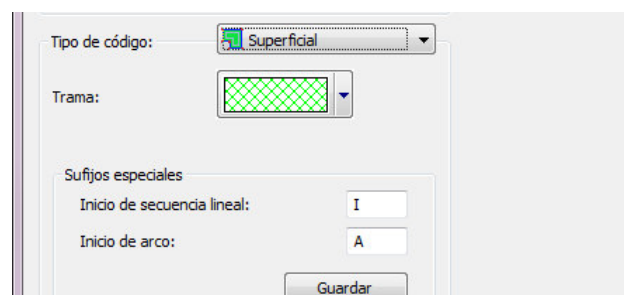 Tipo de código: Superficial
Trama:
Sufijos especiales
Inicio de secuencia lineal: I
Inicio de arco: A
Guardar